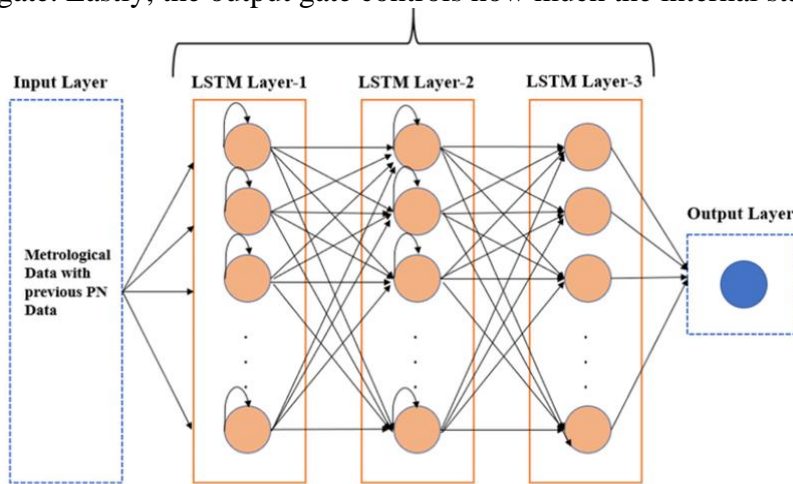 gate. Lastly, the output gate controls how much the internal sta
Input Layer
LSTM Layer-1
LSTM Layer-2
LSTM Layer-3
Metrological
Data with
previous PN
Data
Output Layer